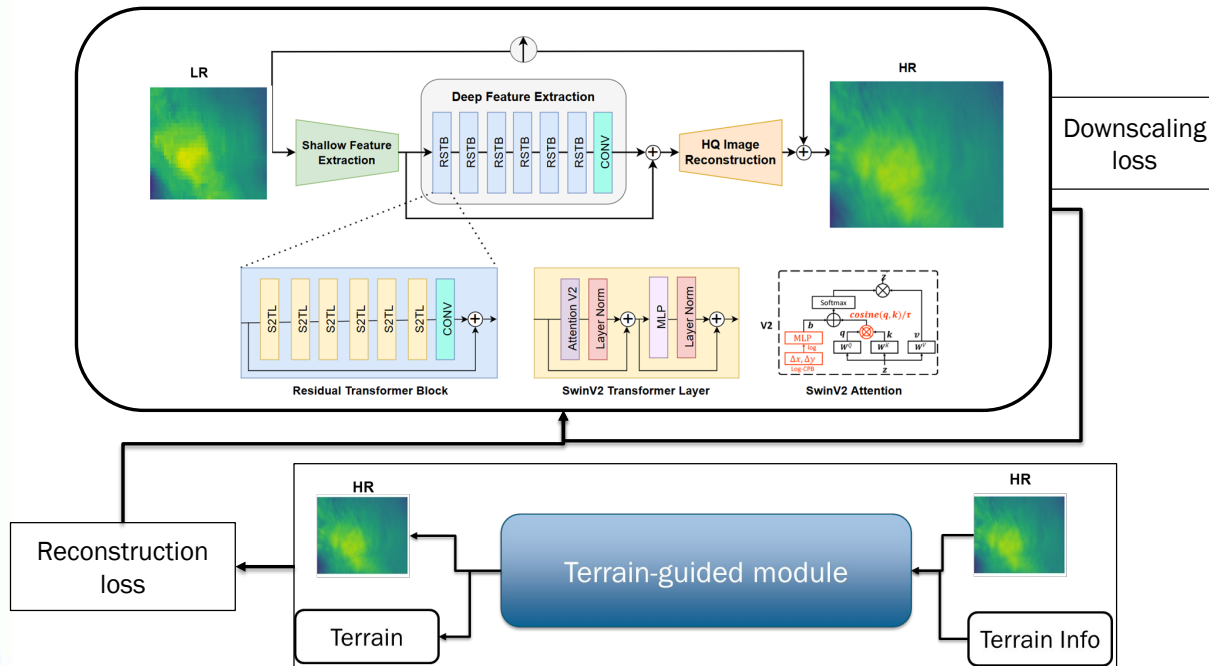 LR
HR
Deep Feature Extraction
Shallow Feature
Extraction
RSTB
RSTB
RSTB
RSTB
RSTB
RSTB
CONV
HQ Image
Reconstruction
Downscaling
loss
S2TL
S2TL
S2TL
S2TL
S2TL
S2TL
CONV
Residual Transformer Block
Attention V2
Layer Norm
MLP
Layer Norm
SwinV2 Transformer Layer
z
Softmax
cosine(q, k)/τ
V2
b
q
k
v
MLP
log
W^Q
W^K
W^V
Δx, Δy
Log-CPB
z
SwinV2 Attention
HR
HR
Reconstruction
loss
Terrain-guided module
Terrain
Terrain Info